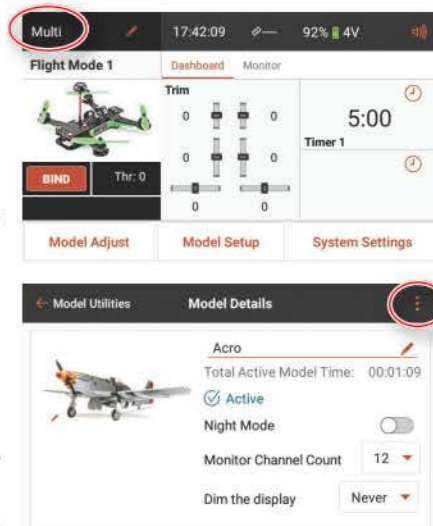 Multi 17:42:09 ---- 92% 4V
Flight Mode 1 Dashboard Monitor
Trim
0 0
5:00
Timer 1
0 0
BIND Thr: 0
0 0
Model Adjust Model Setup System Settings
← Model Utilities Model Details
Acro
Total Active Model Time: 00:01:09
Active
Night Mode
Monitor Channel Count 12
Dim the display Never